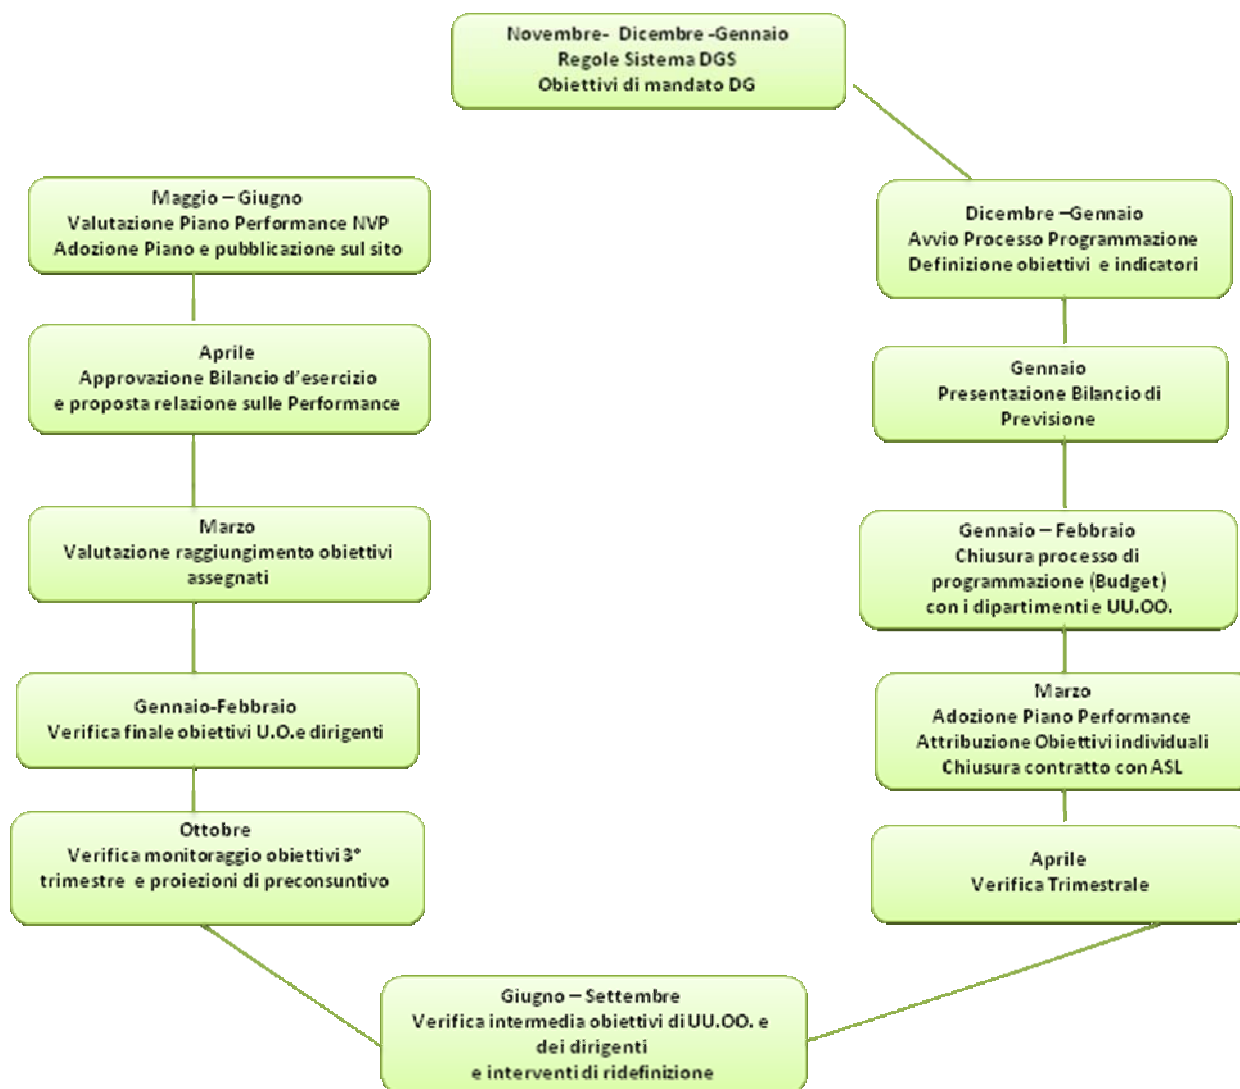 Novembre- Dicembre -Gennaio
Regole Sistema DGS
Obiettivi di mandato DG
Dicembre –Gennaio
Avvio Processo Programmazione
Definizione obiettivi e indicatori
Gennaio
Presentazione Bilancio di
Previsione
Gennaio – Febbraio
Chiusura processo di
programmazione (Budget)
con i dipartimenti e UU.OO.
Marzo
Adozione Piano Performance
Attribuzione Obiettivi individuali
Chiusura contratto con ASL
Aprile
Verifica Trimestrale
Giugno – Settembre
Verifica intermedia obiettivi di UU.OO. e
dei dirigenti
e interventi di ridefinizione
Ottobre
Verifica monitoraggio obiettivi 3°
trimestre e proiezioni di preconsuntivo
Gennaio-Febbraio
Verifica finale obiettivi U.O.e dirigenti
Marzo
Valutazione raggiungimento obiettivi
assegnati
Aprile
Approvazione Bilancio d'esercizio
e proposta relazione sulle Performance
Maggio – Giugno
Valutazione Piano Performance NVP
Adozione Piano e pubblicazione sul sito